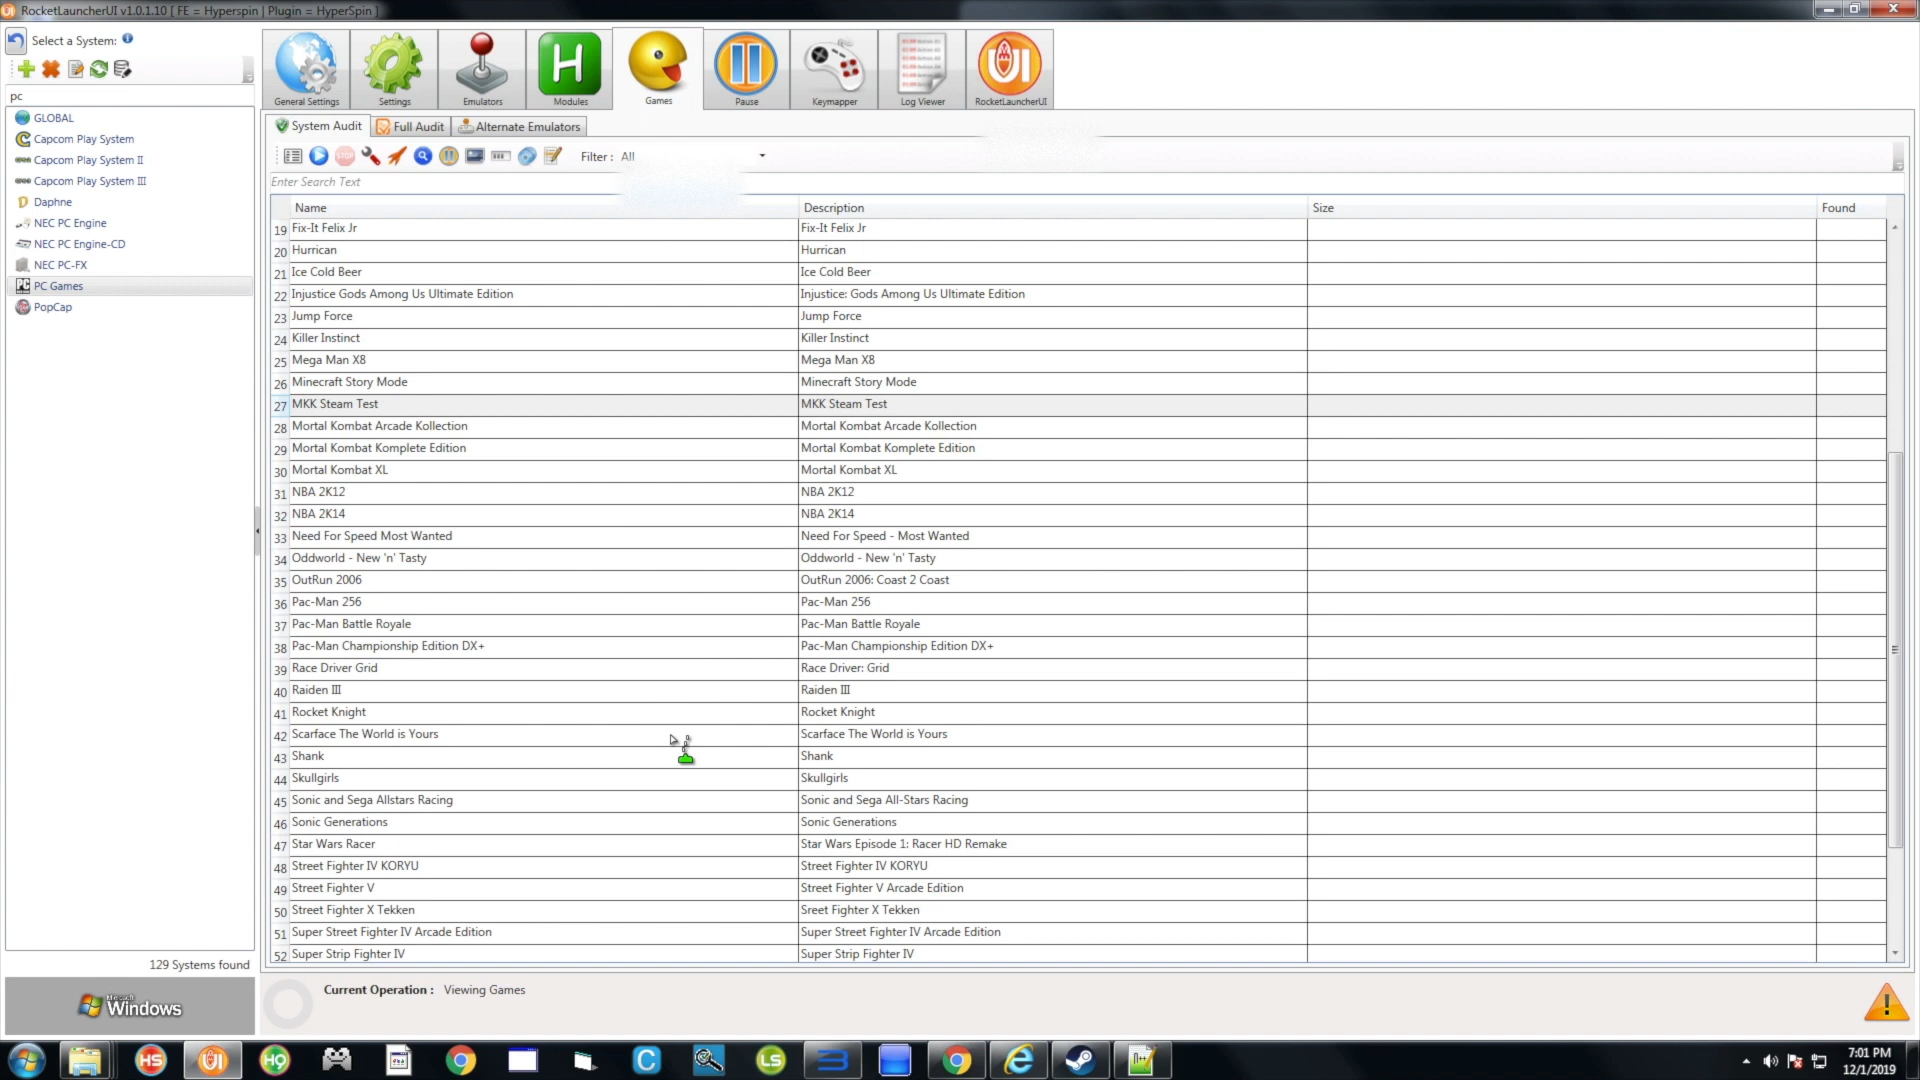 RocketLauncherUI v1.0.1.10 [ FE = Hyperspin | Plugin = HyperSpin ]
Select a System:
General Settings
Settings
Emulators
Modules
Games
Pause
Keymapper
Log Viewer
RocketLauncherUI
pc
GLOBAL
Capcom Play System
Capcom Play System II
Capcom Play System III
Daphne
NEC PC Engine
NEC PC Engine-CD
NEC PC-FX
PC Games
PopCap
129 Systems found
Windows
System Audit Full Audit Alternate Emulators
Filter : All
Enter Search Text
Name Description Size Found
19 Fix-It Felix Jr Fix-It Felix Jr
20 Hurrican Hurrican
21 Ice Cold Beer Ice Cold Beer
22 Injustice Gods Among Us Ultimate Edition Injustice: Gods Among Us Ultimate Edition
23 Jump Force Jump Force
24 Killer Instinct Killer Instinct
25 Mega Man X8 Mega Man X8
26 Minecraft Story Mode Minecraft Story Mode
27 MKK Steam Test MKK Steam Test
28 Mortal Kombat Arcade Kollection Mortal Kombat Arcade Kollection
29 Mortal Kombat Komplete Edition Mortal Kombat Komplete Edition
30 Mortal Kombat XL Mortal Kombat XL
31 NBA 2K12 NBA 2K12
32 NBA 2K14 NBA 2K14
33 Need For Speed Most Wanted Need For Speed - Most Wanted
34 Oddworld - New 'n' Tasty Oddworld - New 'n' Tasty
35 OutRun 2006 OutRun 2006: Coast 2 Coast
36 Pac-Man 256 Pac-Man 256
37 Pac-Man Battle Royale Pac-Man Battle Royale
38 Pac-Man Championship Edition DX+ Pac-Man Championship Edition DX+
39 Race Driver Grid Race Driver: Grid
40 Raiden III Raiden III
41 Rocket Knight Rocket Knight
42 Scarface The World is Yours Scarface The World is Yours
43 Shank Shank
44 Skullgirls Skullgirls
45 Sonic and Sega Allstars Racing Sonic and Sega All-Stars Racing
46 Sonic Generations Sonic Generations
47 Star Wars Racer Star Wars Episode 1: Racer HD Remake
48 Street Fighter IV KORYU Street Fighter IV KORYU
49 Street Fighter V Street Fighter V Arcade Edition
50 Street Fighter X Tekken Sreet Fighter X Tekken
51 Super Street Fighter IV Arcade Edition Super Street Fighter IV Arcade Edition
52 Super Strip Fighter IV Super Strip Fighter IV
Current Operation : Viewing Games
7:01 PM
12/1/2019